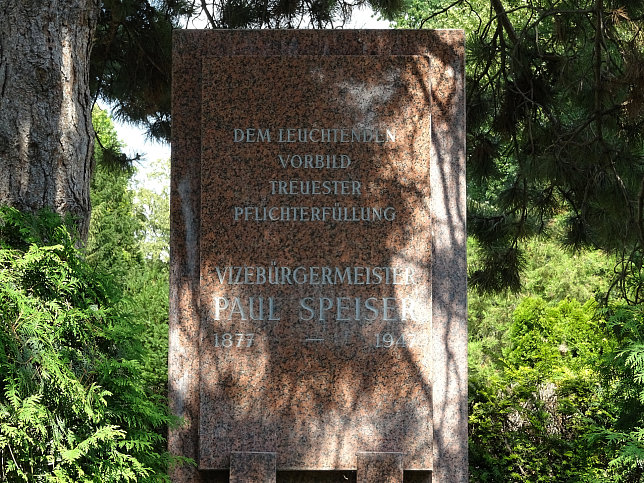 DEM LEUCHTENDEN
VORBILD
TREUESTER
PFLICHTERFÜLLUNG
VIZEBÜRGERMEISTER
PAUL SPEISER
1877 —